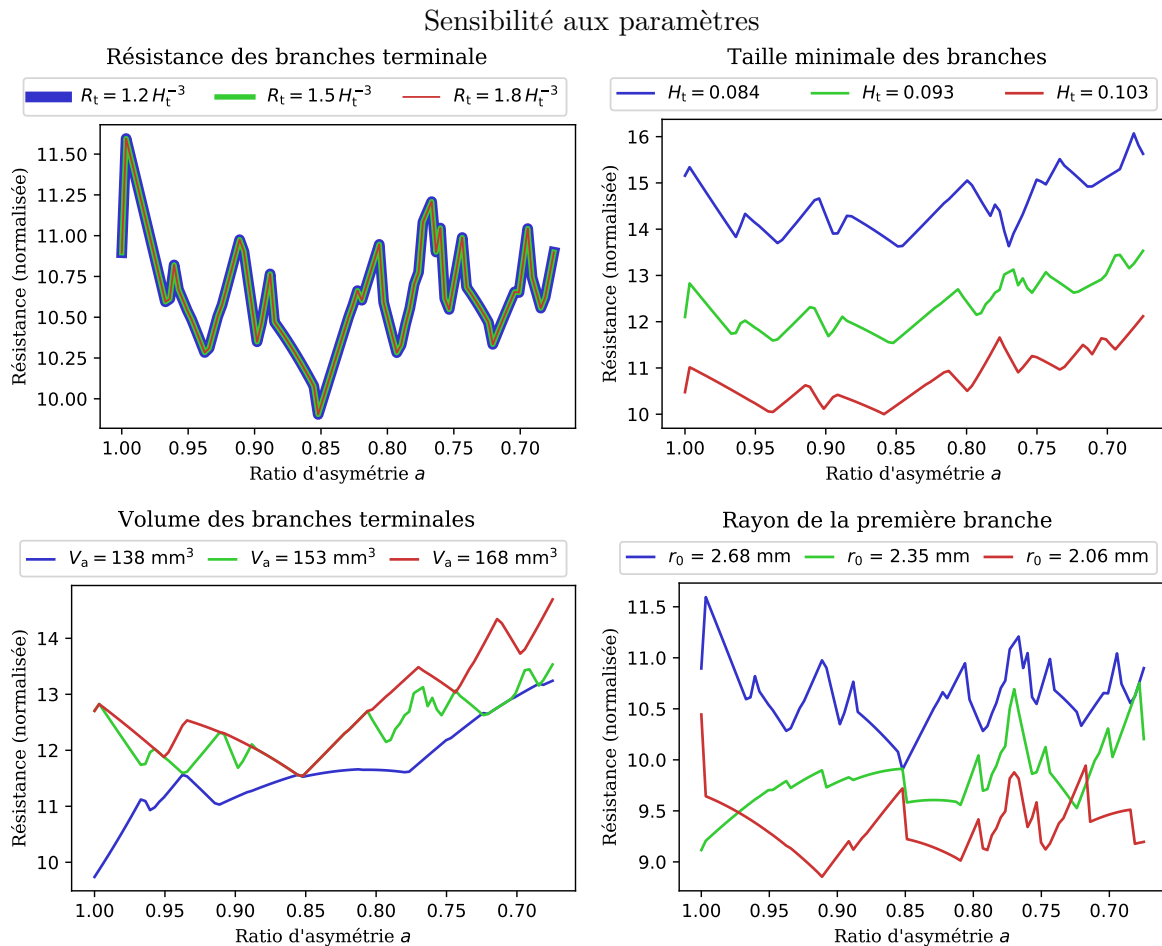 Sensibilité aux paramètres
Résistance des branches terminale
R_t = 1.2 H_t^{-3} R_t = 1.5 H_t^{-3} R_t = 1.8 H_t^{-3}
Résistance (normalisée)
11.50
11.25
11.00
10.75
10.50
10.25
10.00
1.00 0.95 0.90 0.85 0.80 0.75 0.70
Ratio d'asymétrie a
Taille minimale des branches
H_t = 0.084 H_t = 0.093 H_t = 0.103
Résistance (normalisée)
16
15
14
13
12
11
10
1.00 0.95 0.90 0.85 0.80 0.75 0.70
Ratio d'asymétrie a
Volume des branches terminales
V_a = 138 mm³ V_a = 153 mm³ V_a = 168 mm³
Résistance (normalisée)
14
13
12
11
10
1.00 0.95 0.90 0.85 0.80 0.75 0.70
Ratio d'asymétrie a
Rayon de la première branche
r_0 = 2.68 mm r_0 = 2.35 mm r_0 = 2.06 mm
Résistance (normalisée)
11.5
11.0
10.5
10.0
9.5
9.0
1.00 0.95 0.90 0.85 0.80 0.75 0.70
Ratio d'asymétrie a